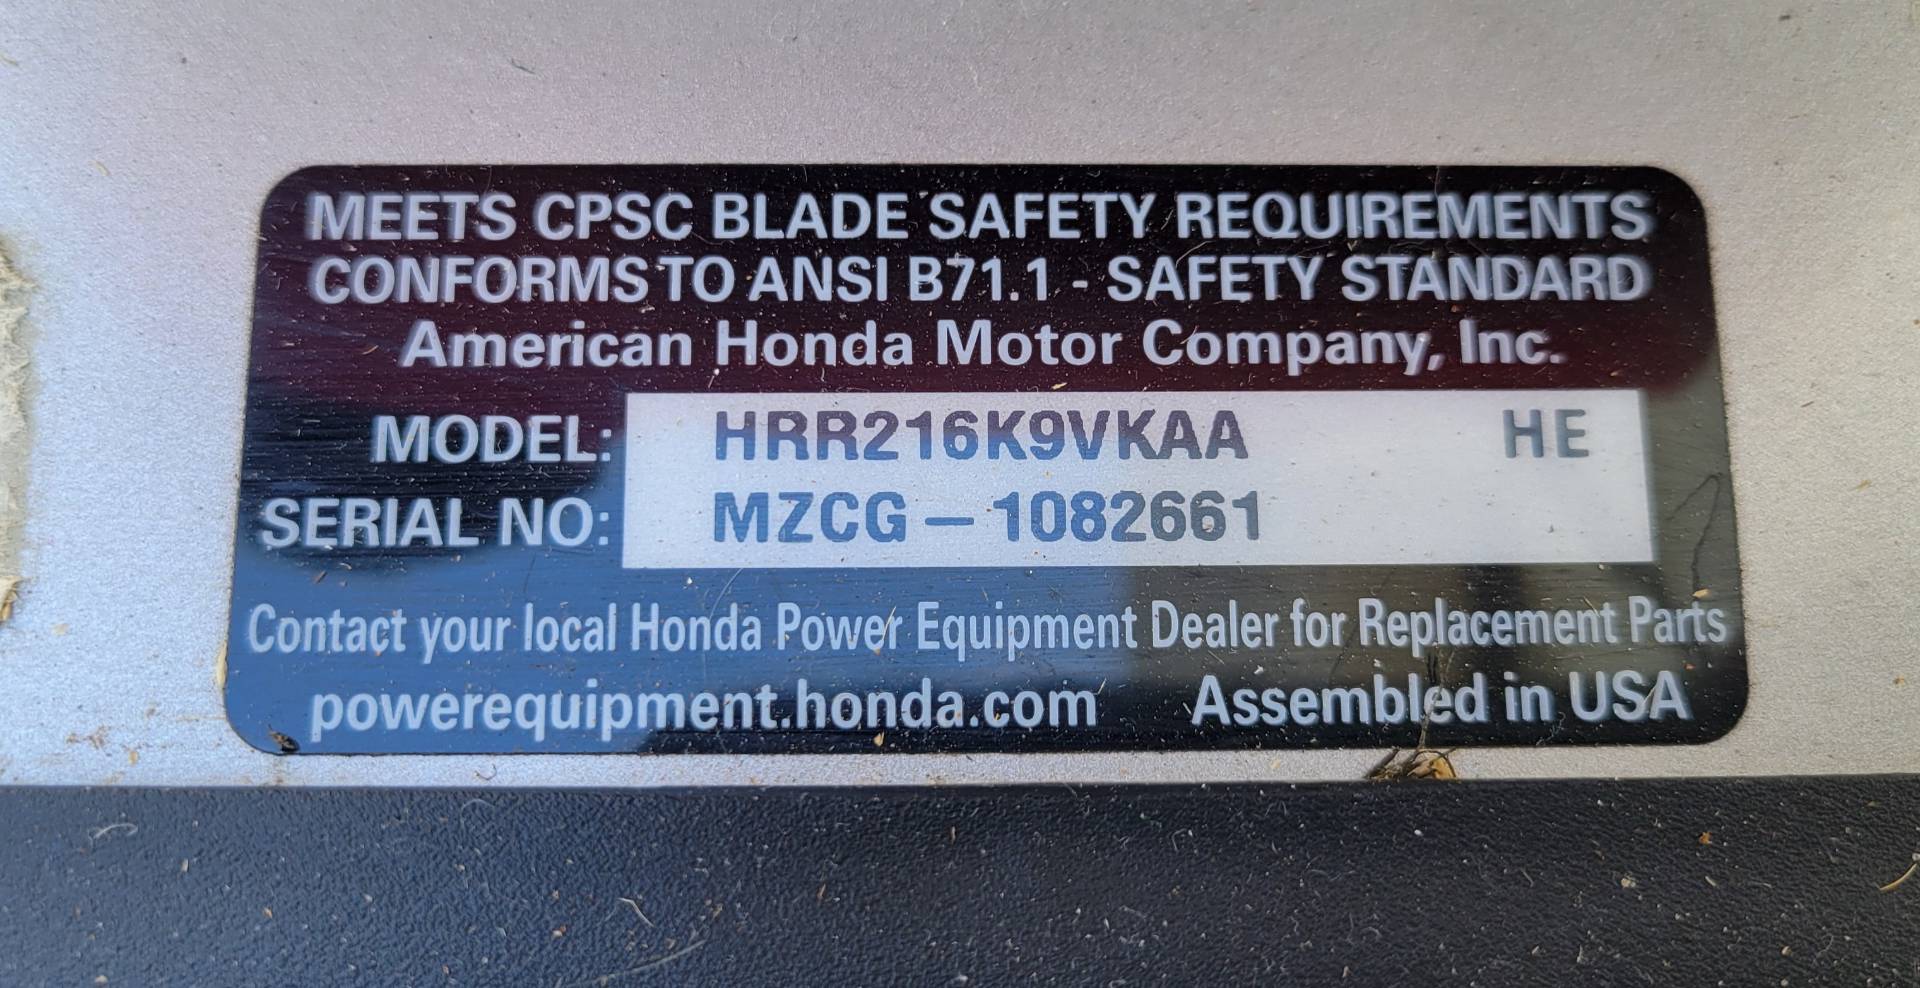 MEETS CPSC BLADE SAFETY REQUIREMENTS
CONFORMS TO ANSI B71.1 - SAFETY STANDARD
American Honda Motor Company, Inc.
MODEL: HRR216K9VKAA HE
SERIAL NO: MZCG – 1082661
Contact your local Honda Power Equipment Dealer for Replacement Parts
powerequipment.honda.com Assembled in USA